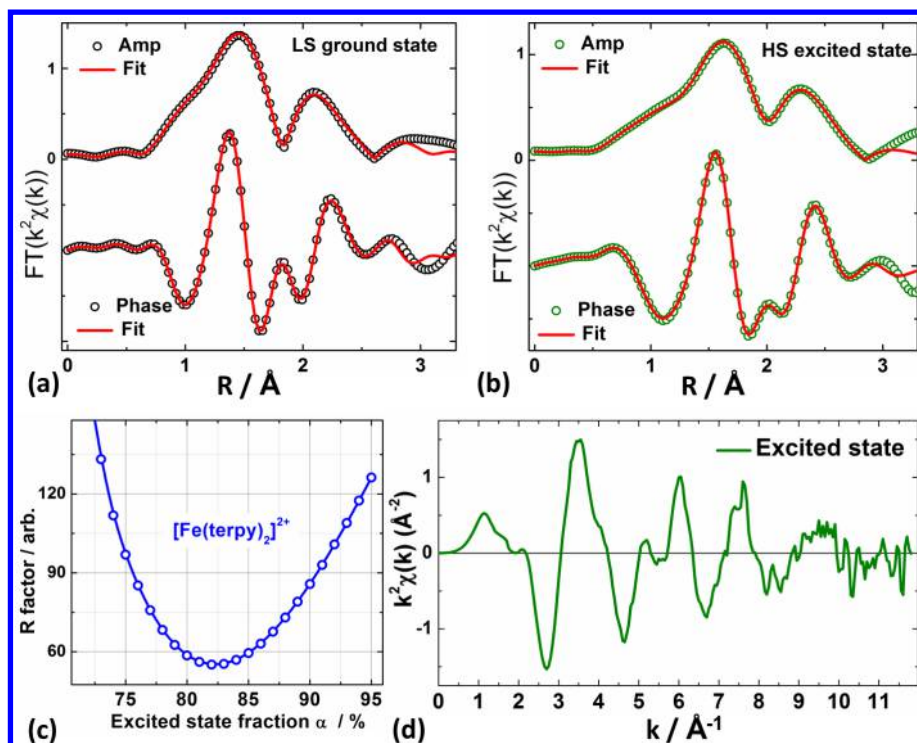 Amp
Fit
LS ground state
1
0
FT(k²χ(k))
1
Phase
Fit
0 1 2 3
R / Å
(a)
Amp
Fit
HS excited state
1
0
FT(k²χ(k))
1
Phase
Fit
0 1 2 3
R / Å
(b)
120
90
60
R factor / arb.
[Fe(terpy)₂]²⁺
75 80 85 90 95
Excited state fraction α / %
(c)
Excited state
1
0
-1
k²χ(k) (Å⁻²)
0 1 2 3 4 5 6 7 8 9 10 11
k / Å⁻¹
(d)